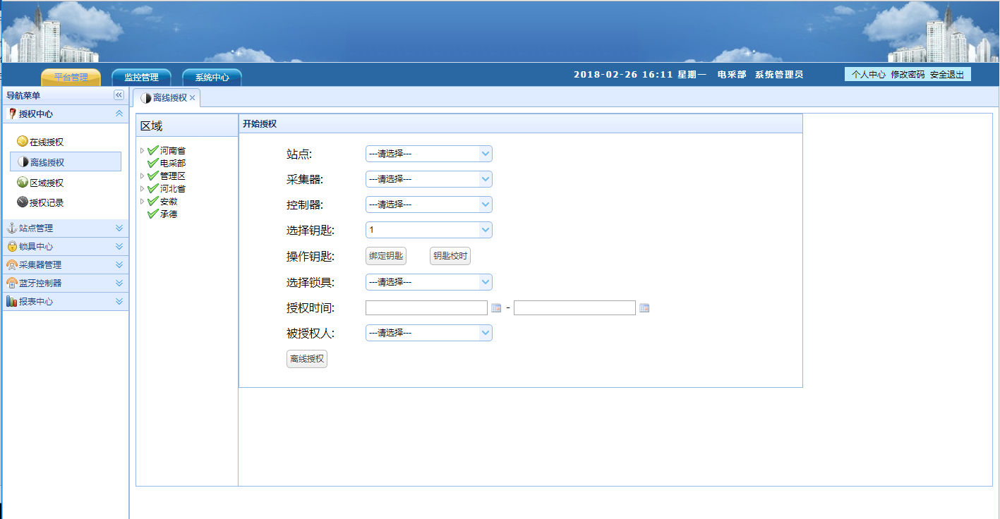 平台管理 监控管理 系统中心 2018-02-26 16:11 星期一 电采部 系统管理员 个人中心 修改密码 安全退出
导航菜单
授权中心
在线授权
离线授权
区域授权
授权记录
站点管理
锁具中心
采集器管理
蓝牙控制器
报表中心
离线授权
区域
河南省
电采部
管理区
河北省
安徽
承德
开始授权
站点: ---请选择---
采集器: ---请选择---
控制器: ---请选择---
选择钥匙: 1
操作钥匙: 绑定钥匙 钥匙校时
选择锁具: ---请选择---
授权时间: -
被授权人: ---请选择---
离线授权